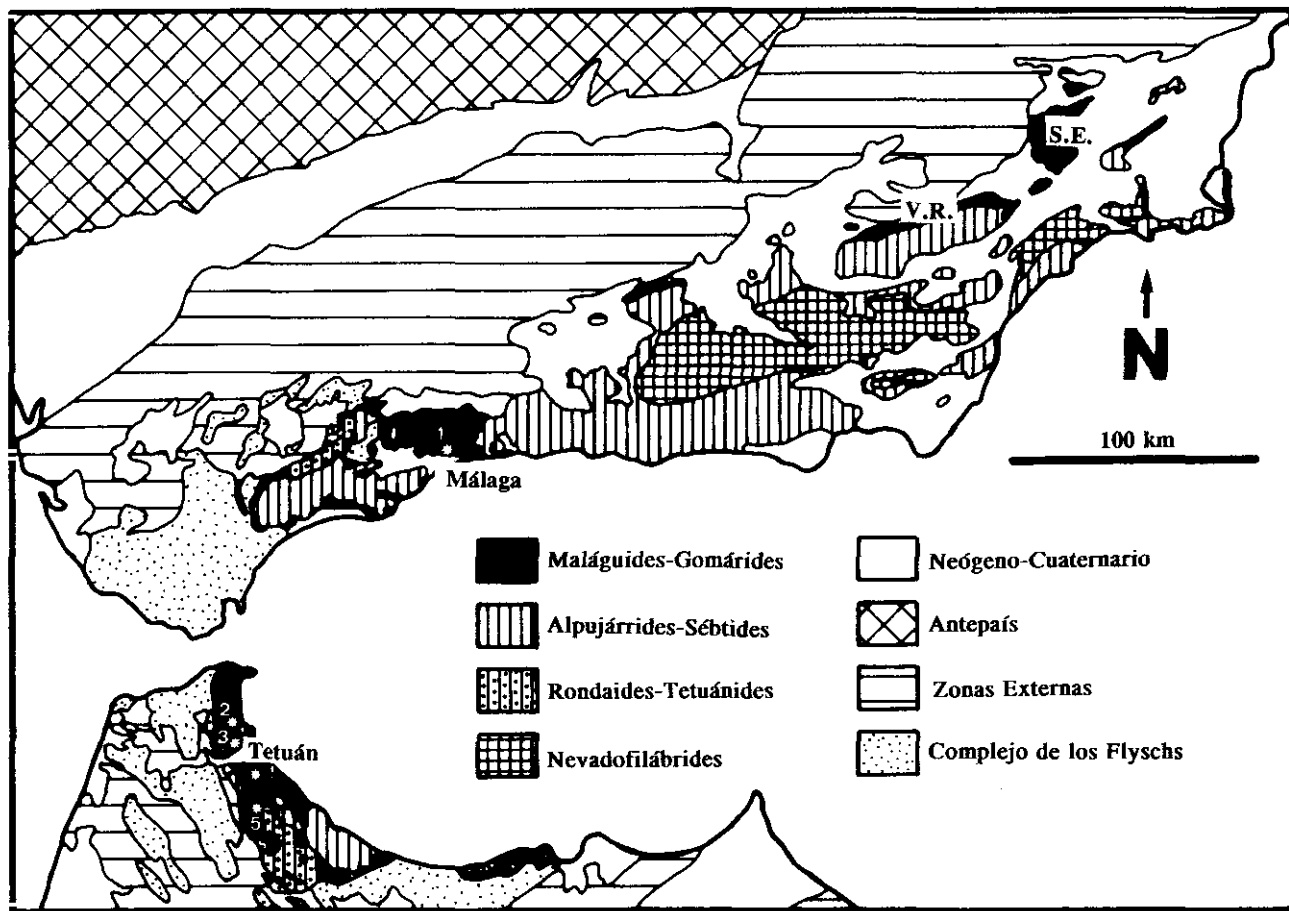 S.E.
V.R.
N
100 km
Málaga
Maláguides-Gomárides
Alpujárrides-Sébtides
Rondaides-Tetuánides
Nevadofilábrides
Neógeno-Cuaternario
Antepaís
Zonas Externas
Complejo de los Flyschs
2
3
Tetuán
5